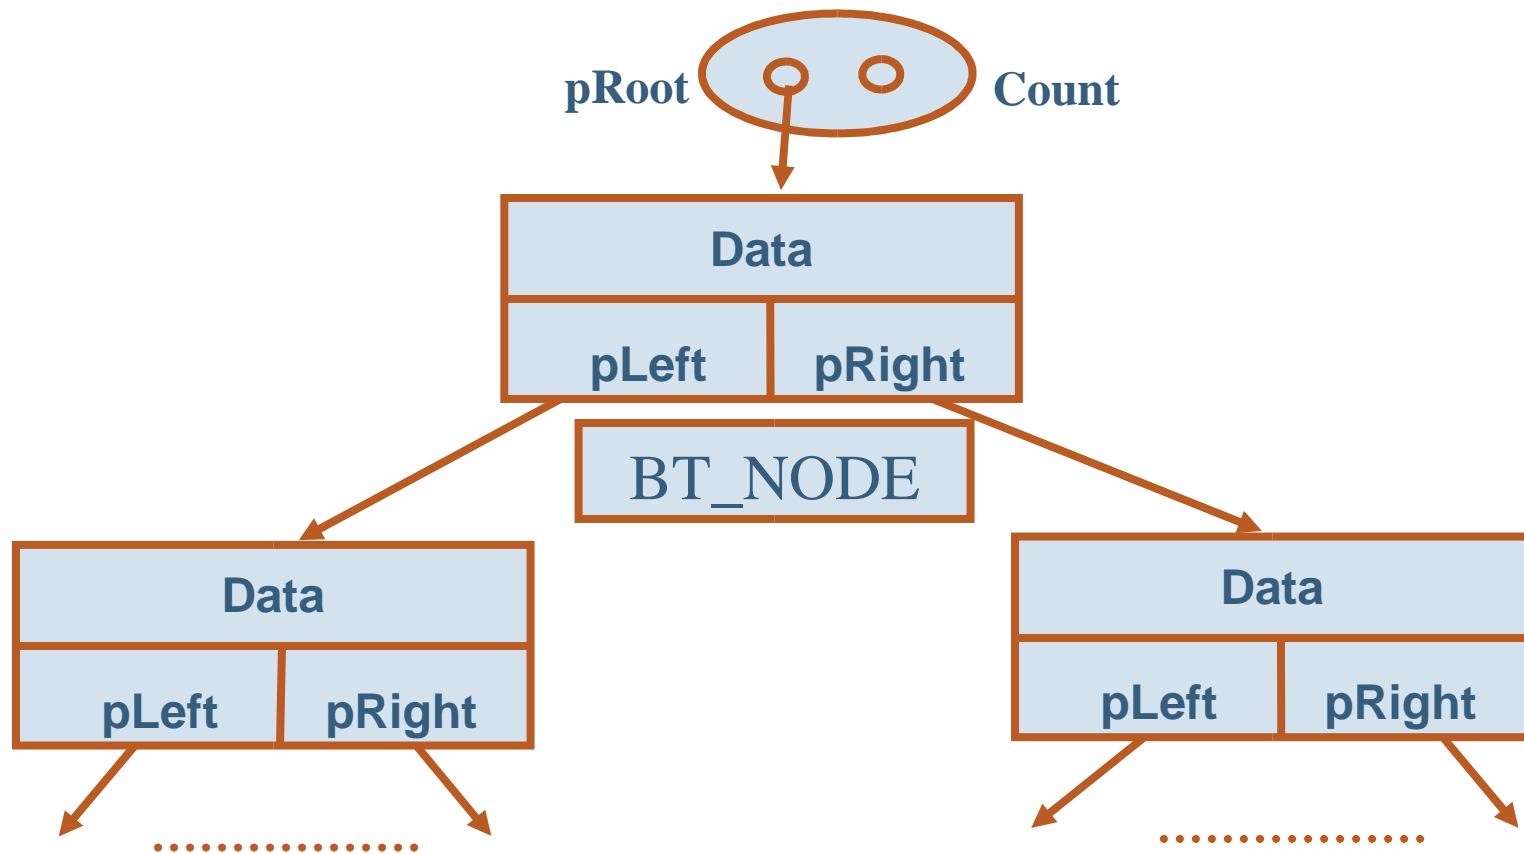 pRoot
Count
Data
pLeft
pRight
BT_NODE
Data
pLeft
pRight
Data
pLeft
pRight